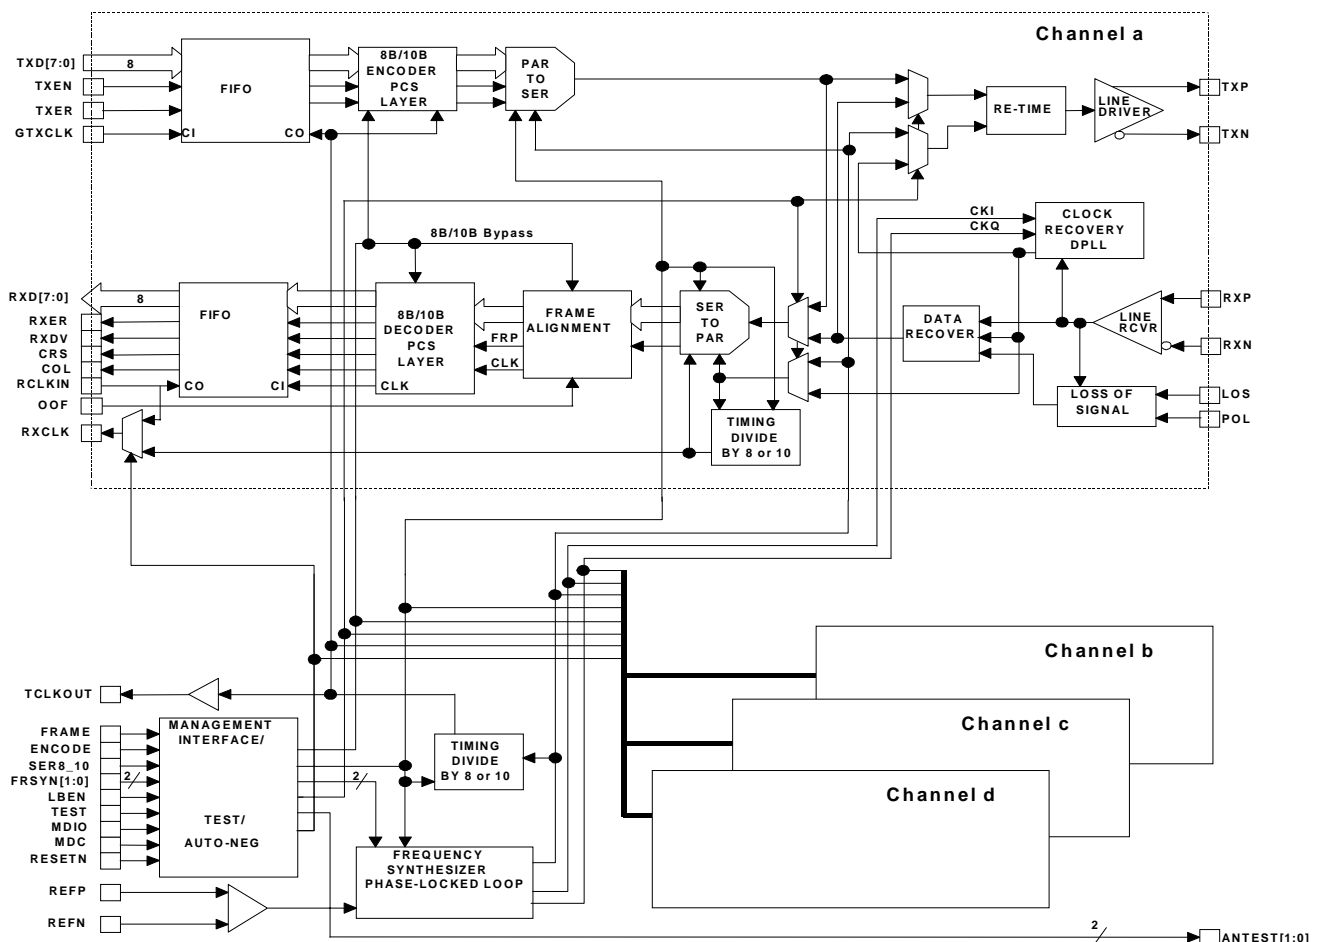 Channel a
TXD[7:0]
8
TXEN
TXER
GTXCLK
FIFO
CI
CO
8B/10B
ENCODER
PCS
LAYER
PAR
TO
SER
RE-TIME
LINE
DRIVER
TXP
TXN
8B/10B Bypass
CKI
CKQ
CLOCK
RECOVERY
DPLL
RXD[7:0]
8
RXER
RXDV
CRS
COL
RCLKIN
OOF
RXCLK
FIFO
CO
CI
8B/10B
DECODER
PCS
LAYER
CLK
FRP
CLK
FRAME
ALIGNMENT
SER
TO
PAR
DATA
RECOVER
LINE
RCVR
RXP
RXN
LOSS OF
SIGNAL
LOS
POL
TIMING
DIVIDE
BY 8 or 10
Channel b
Channel c
Channel d
TCLKOUT
FRAME
ENCODE
SER8_10
FRSYN[1:0]
2
LBEN
TEST
MDIO
MDC
RESETN
MANAGEMENT
INTERFACE/
TEST/
AUTO-NEG
2
TIMING
DIVIDE
BY 8 or 10
FREQUENCY
SYNTHESIZER
PHASE-LOCKED LOOP
REFP
REFN
2
ANTEST[1:0]